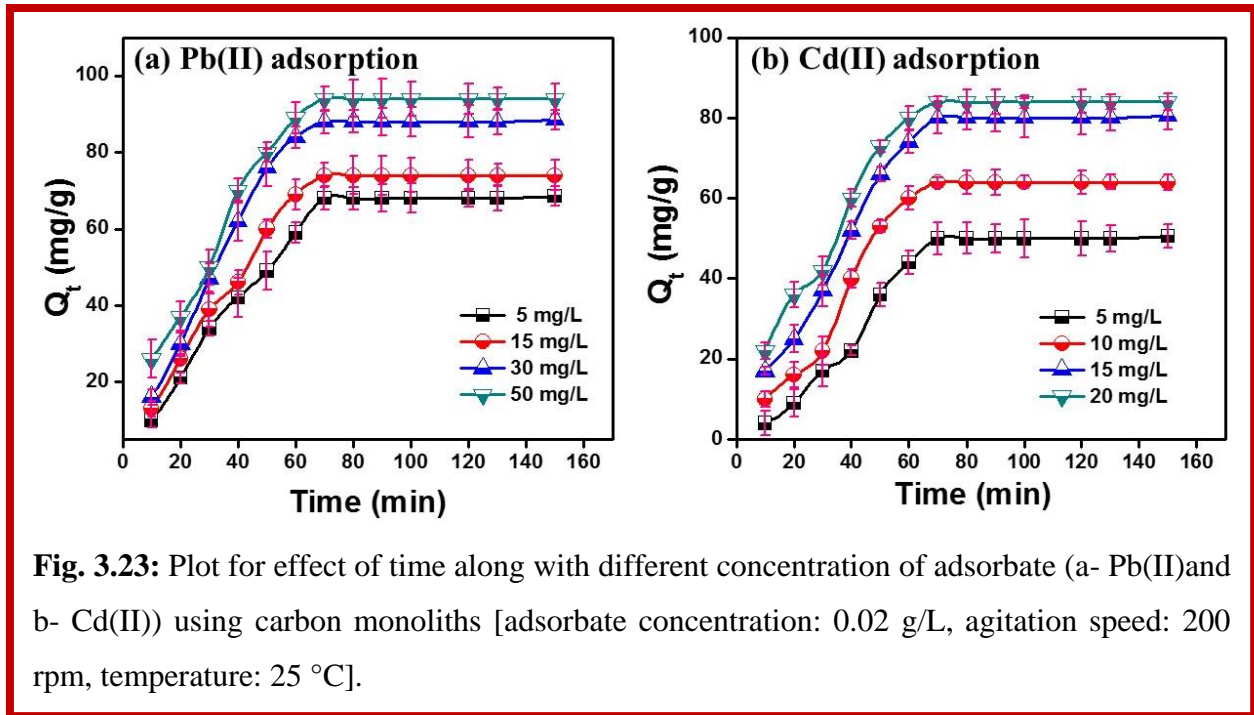 (a) Pb(II) adsorption
100
80
60
40
20
Qt (mg/g)
5 mg/L
15 mg/L
30 mg/L
50 mg/L
0 20 40 60 80 100 120 140 160
Time (min)
(b) Cd(II) adsorption
100
80
60
40
20
0
Qt (mg/g)
5 mg/L
10 mg/L
15 mg/L
20 mg/L
0 20 40 60 80 100 120 140 160
Time (min)
Fig. 3.23: Plot for effect of time along with different concentration of adsorbate (a- Pb(II)and
b- Cd(II)) using carbon monoliths [adsorbate concentration: 0.02 g/L, agitation speed: 200
rpm, temperature: 25 °C].